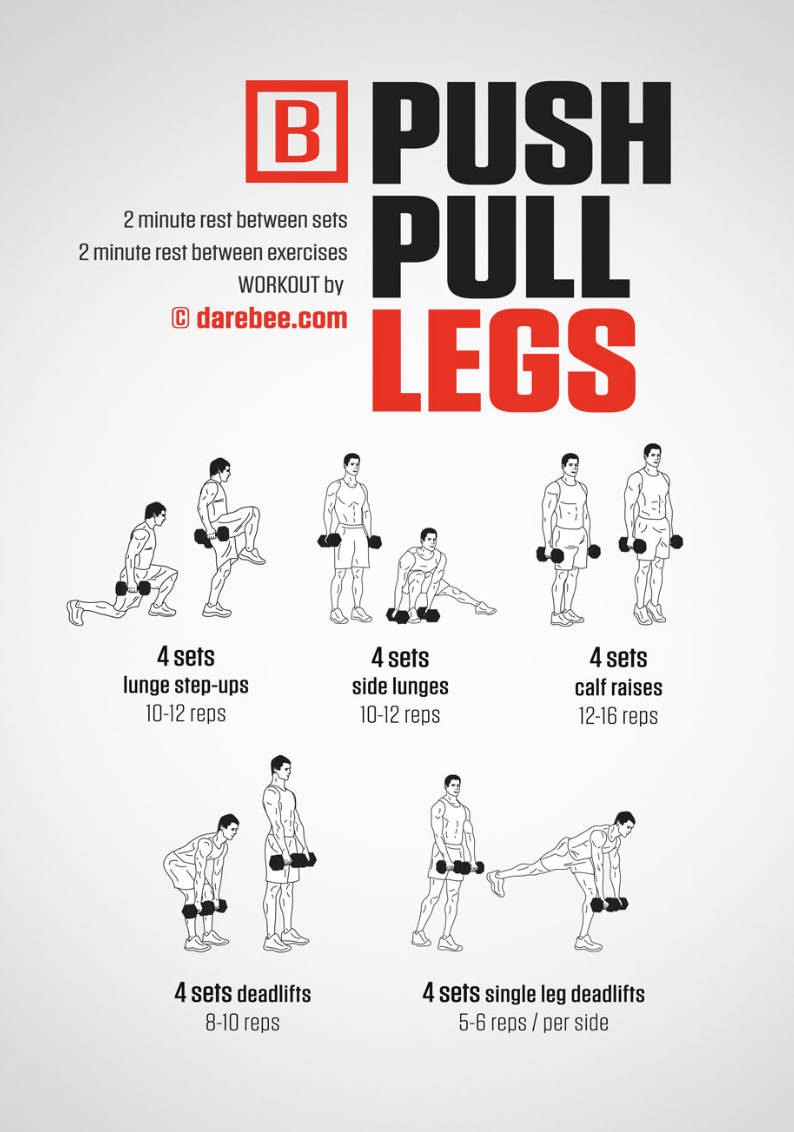 B
PUSH
PULL
LEGS
2 minute rest between sets
2 minute rest between exercises
WORKOUT by
© darebee.com
4 sets
lunge step-ups
10-12 reps
4 sets
side lunges
10-12 reps
4 sets
calf raises
12-16 reps
4 sets deadlifts
8-10 reps
4 sets single leg deadlifts
5-6 reps / per side